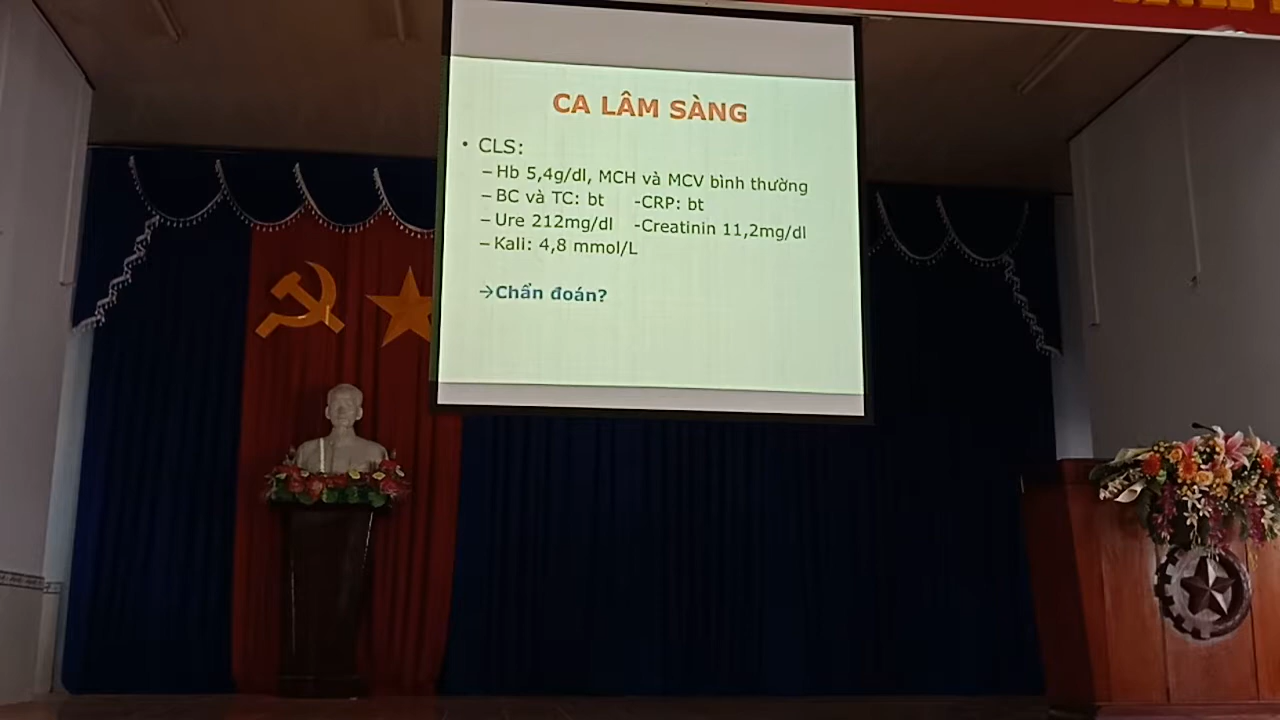 CA LÂM SÀNG
• CLS:
–Hb 5,4g/dl, MCH và MCV bình thường
–BC và TC: bt -CRP: bt
–Ure 212mg/dl -Creatinin 11,2mg/dl
–Kali: 4,8 mmol/L
→Chẩn đoán?